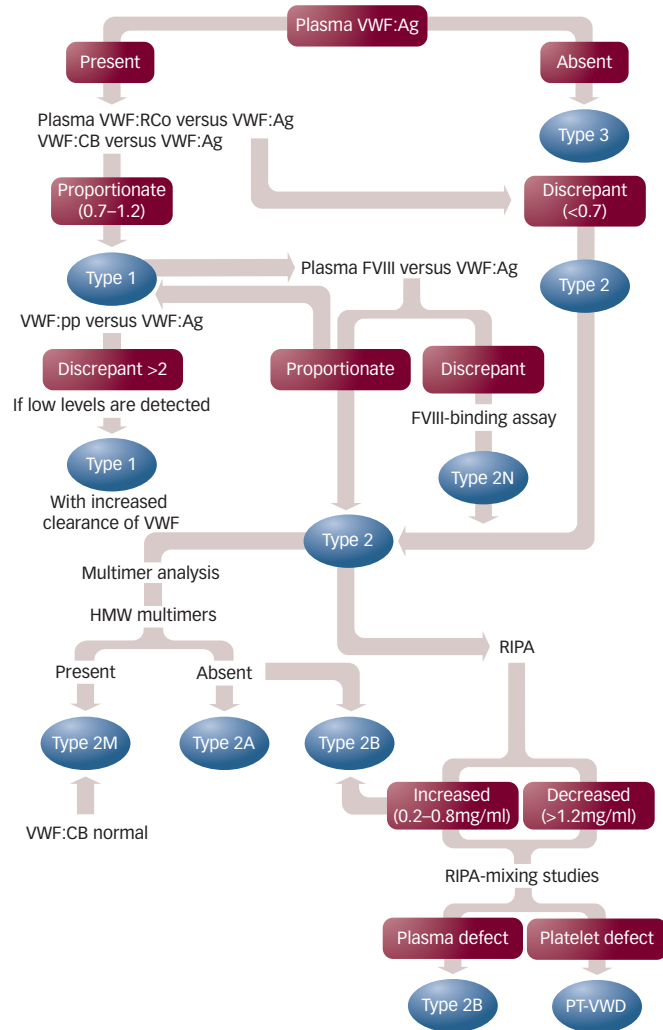 Plasma VWF:Ag
Present
Absent
Plasma VWF:RCo versus VWF:Ag
VWF:CB versus VWF:Ag
Type 3
Proportionate
(0.7–1.2)
Discrepant
(<0.7)
Type 1
Plasma FVIII versus VWF:Ag
Type 2
VWF:pp versus VWF:Ag
Discrepant >2
Proportionate
Discrepant
If low levels are detected
FVIII-binding assay
Type 1
Type 2N
With increased
clearance of VWF
Type 2
Multimer analysis
HMW multimers
RIPA
Present
Absent
Type 2M
Type 2A
Type 2B
Increased
(0.2–0.8mg/ml)
Decreased
(>1.2mg/ml)
VWF:CB normal
RIPA-mixing studies
Plasma defect
Platelet defect
Type 2B
PT-VWD